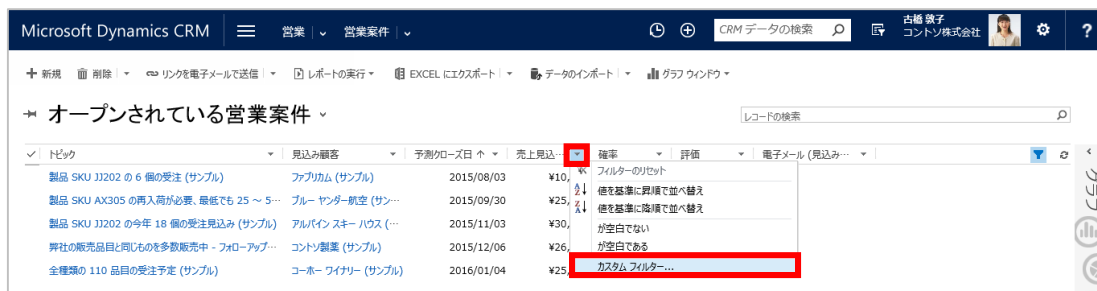 Microsoft Dynamics CRM 営業 営業案件 CRM データの検索 古橋 敦子
コントソ株式会社 ?
新規 削除 リンクを電子メールで送信 レポートの実行 EXCEL にエクスポート データのインポート グラフ ウィンドウ
オープンされている営業案件 レコードの検索
トピック 見込み顧客 予測クローズ日 ↑ 売上見込… 確率 評価 電子メール (見込み…
製品 SKU JJ202 の 6 個の受注 (サンプル) ファブリカム (サンプル) 2015/08/03 ¥10,
製品 SKU AX305 の再入荷が必要、最低でも 25 ～ 5… ブルー ヤンダー航空 (サン… 2015/09/30 ¥25,
製品 SKU JJ202 の今年 18 個の受注見込み (サンプル) アルパイン スキー ハウス (… 2015/11/03 ¥30,
弊社の販売品目と同じものを多数販売中 - フォローアップ… コントソ製薬 (サンプル) 2015/12/06 ¥26,
全種類の 110 品目の受注予定 (サンプル) コーホー ワイナリー (サンプル) 2016/01/04 ¥25,
フィルターのリセット
値を基準に昇順で並べ替え
値を基準に降順で並べ替え
が空白でない
が空白である
カスタム フィルター...
グラフ